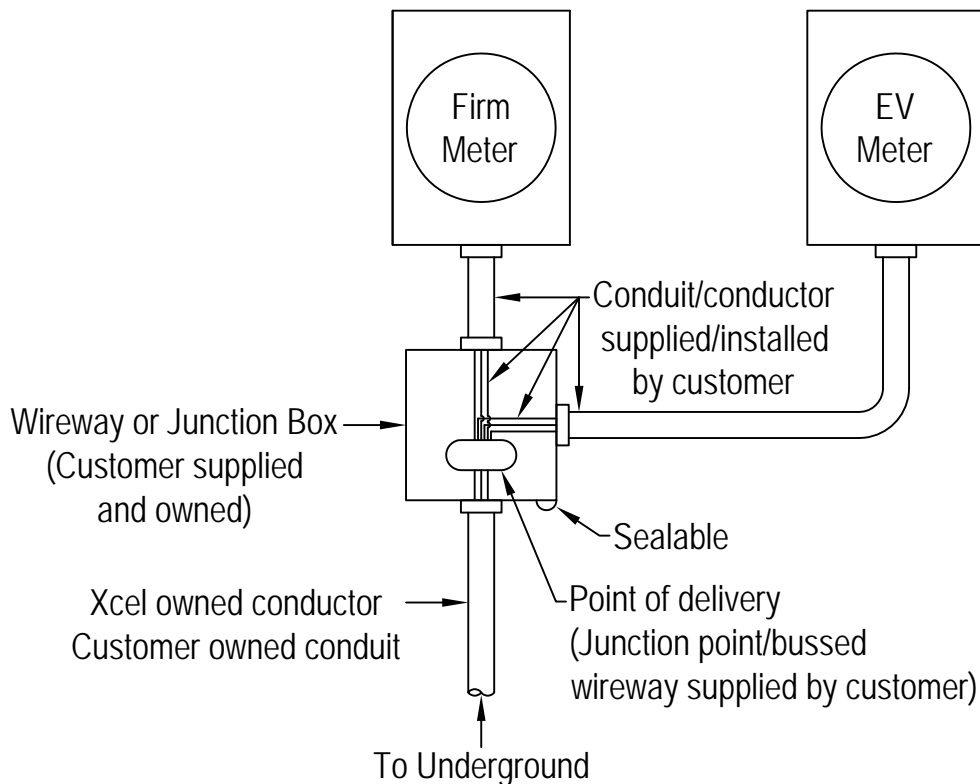 Firm
Meter
EV
Meter
Conduit/conductor
supplied/installed
by customer
Wireway or Junction Box
(Customer supplied
and owned)
Sealable
Xcel owned conductor
Customer owned conduit
Point of delivery
(Junction point/bussed
wireway supplied by customer)
To Underground